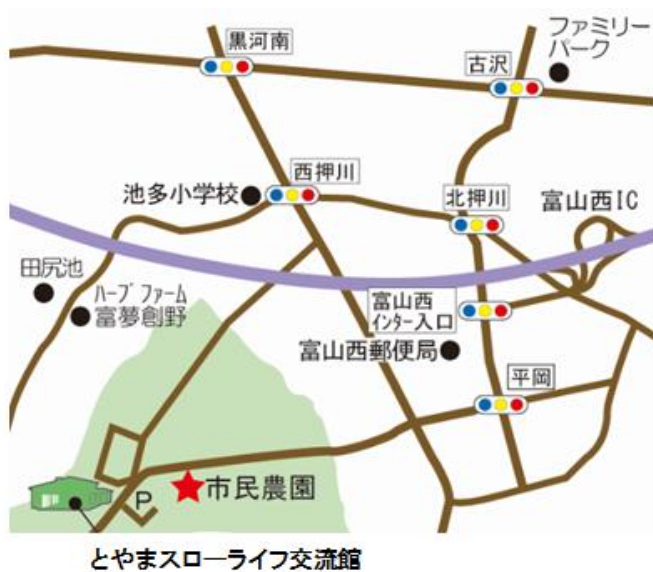 黒河南
ファミリー
パーク
古沢
西押川
池多小学校
北押川
富山西IC
田尻池
ハーブファーム
富夢創野
富山西
インター入口
富山西郵便局
平岡
P
市民農園
とやまスローライフ交流館